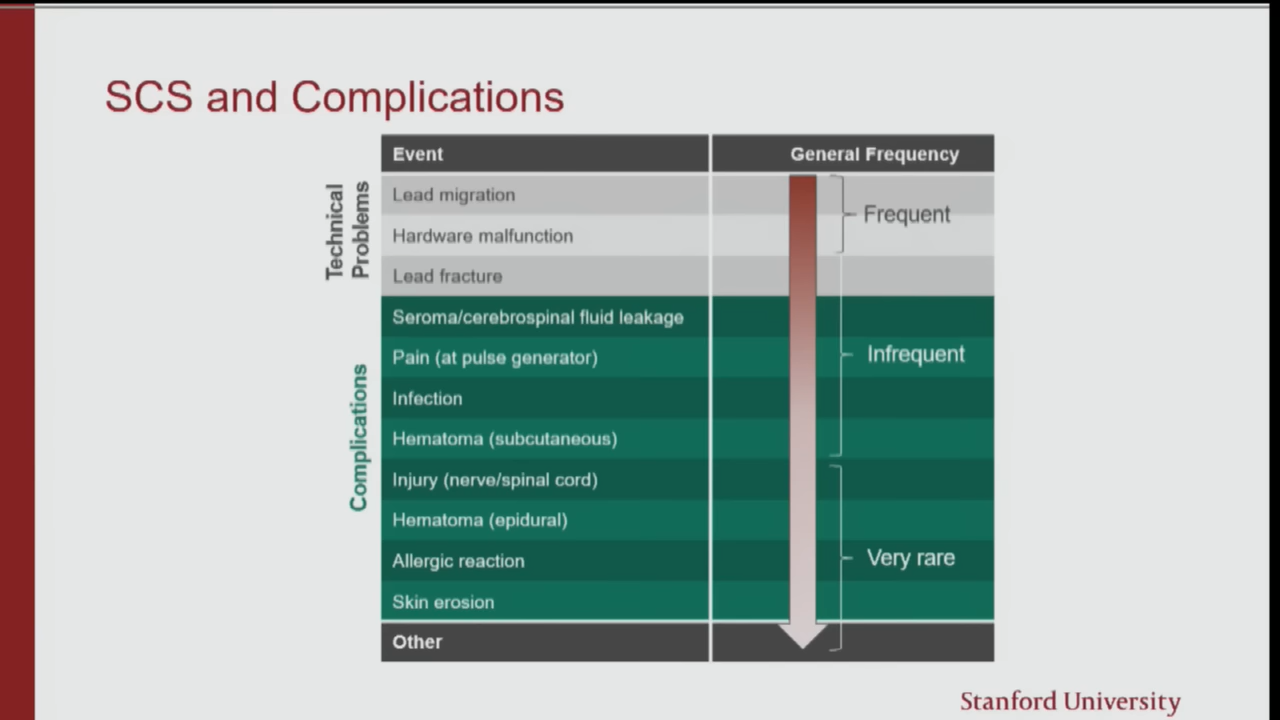 SCS and Complications
Event
General Frequency
Technical
Problems
Lead migration
Frequent
Hardware malfunction
Lead fracture
Complications
Seroma/cerebrospinal fluid leakage
Pain (at pulse generator)
Infrequent
Infection
Hematoma (subcutaneous)
Injury (nerve/spinal cord)
Hematoma (epidural)
Allergic reaction
Very rare
Skin erosion
Other
Stanford University